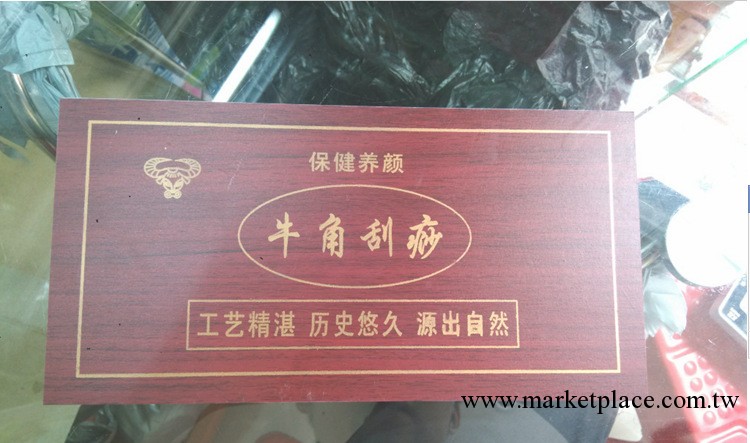 保健养颜
牛角刮痧
工艺精湛 历史悠久 源出自然
www.marketplace.com.tw